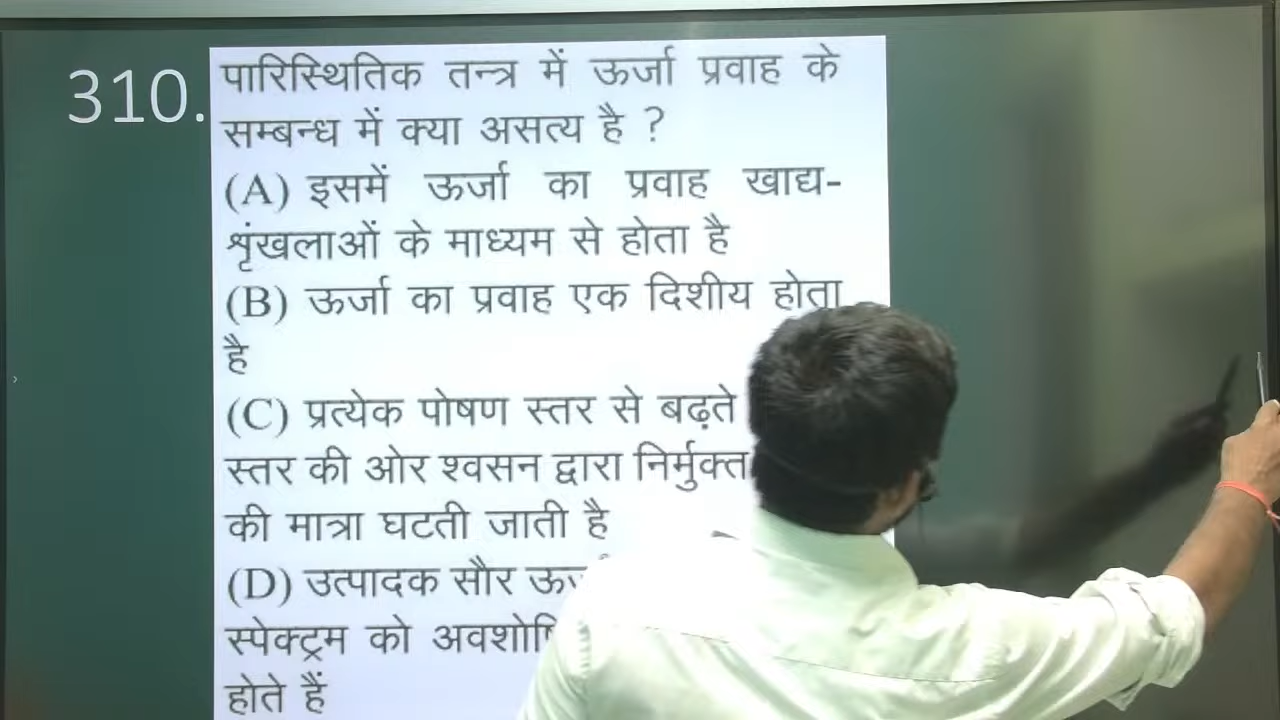 310.
पारिस्थितिक तन्त्र में ऊर्जा प्रवाह के
सम्बन्ध में क्या असत्य है ?
(A) इसमें ऊर्जा का प्रवाह खाद्य-
शृंखलाओं के माध्यम से होता है
(B) ऊर्जा का प्रवाह एक दिशीय होता
है
(C) प्रत्येक पोषण स्तर से बढ़ते
स्तर की ओर श्वसन द्वारा निर्मुक्त
की मात्रा घटती जाती है
(D) उत्पादक सौर
स्पेक्ट्रम को
होते हैं